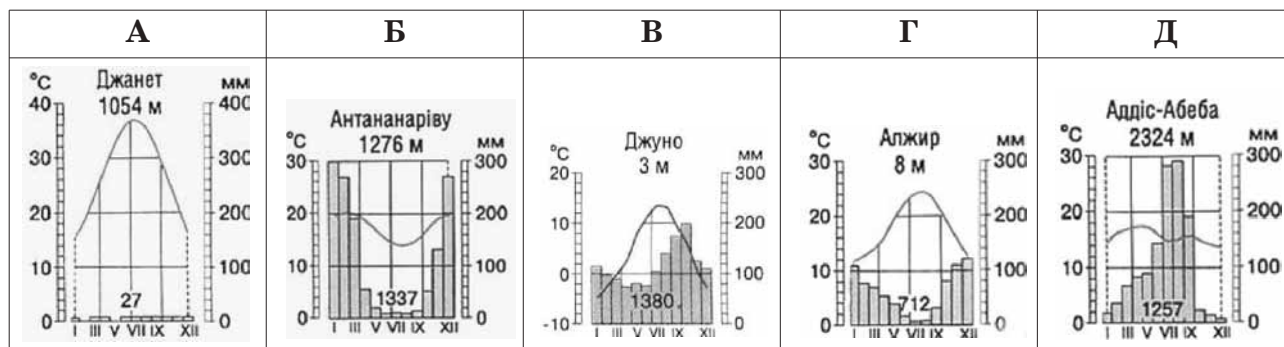 А Б В Г Д
Джанет
1054 м
°C мм
40 400
30 300
20 200
10 100
0 0
27
I III V VII IX XII
Антананаріву
1276 м
°C мм
30 300
20 200
10 100
0 0
1337
I III V VII IX XII
Джуно
3 м
°C мм
20 300
10 200
0 100
-10 0
1380
I III V VII IX XII
Алжир
8 м
°C мм
30 300
20 200
10 100
0 0
712
I III V VII IX XII
Аддіс-Абеба
2324 м
°C мм
30 300
20 200
10 100
0 0
1257
I III V VII IX XII